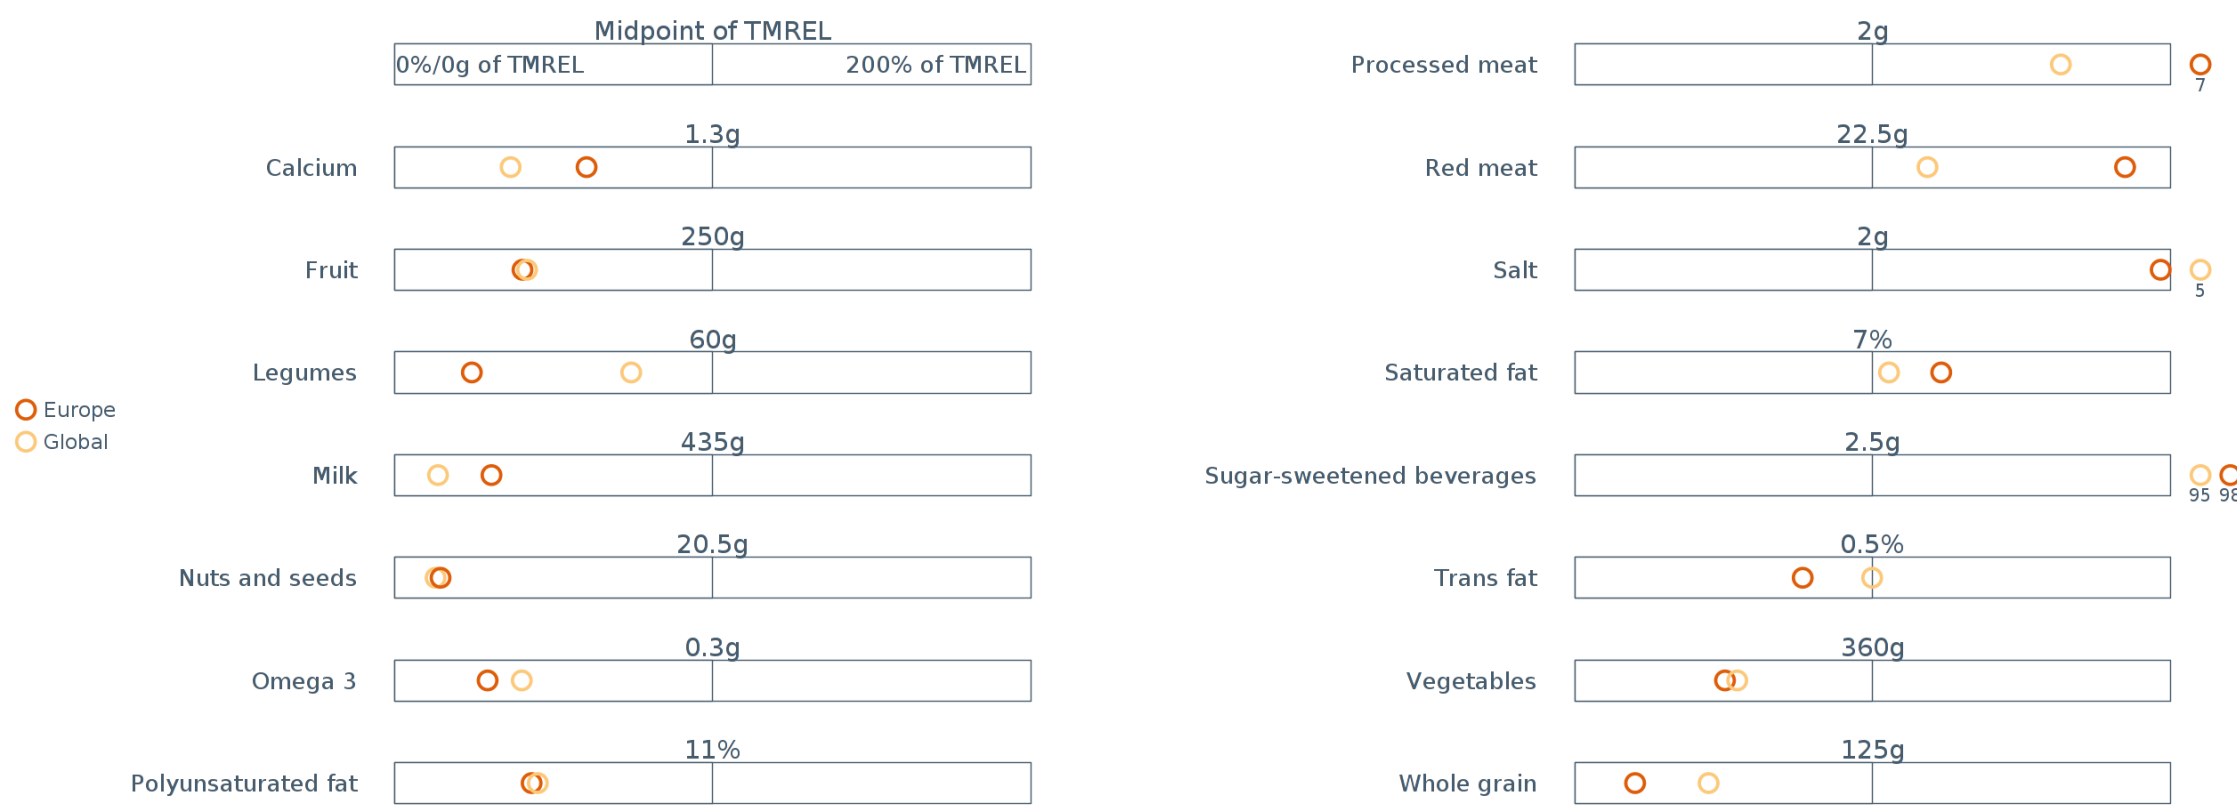 Midpoint of TMREL
0%/0g of TMREL 200% of TMREL
1.3g
Calcium
250g
Fruit
60g
Legumes
Europe
Global
435g
Milk
20.5g
Nuts and seeds
0.3g
Omega 3
11%
Polyunsaturated fat
2g
Processed meat
7
22.5g
Red meat
2g
Salt
5
7%
Saturated fat
2.5g
Sugar-sweetened beverages
95 98
0.5%
Trans fat
360g
Vegetables
125g
Whole grain